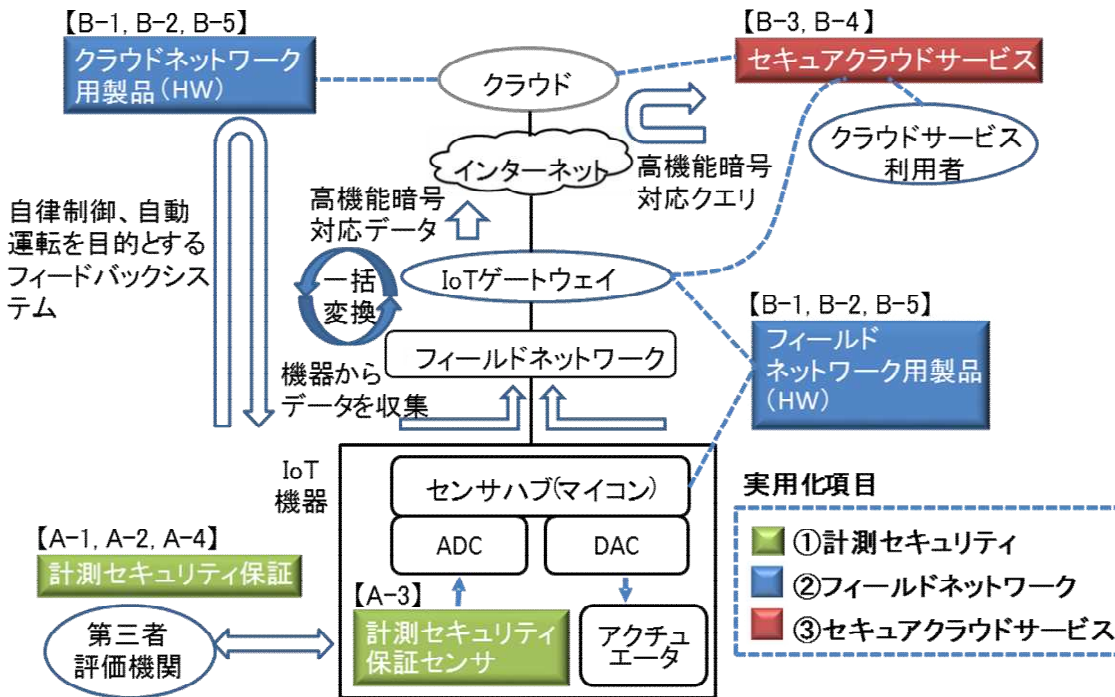 【B-1, B-2, B-5】
クラウドネットワーク
用製品(HW)
クラウド
【B-3, B-4】
セキュアクラウドサービス
クラウドサービス
利用者
インターネット
高機能暗号
対応クエリ
高機能暗号
対応データ
自律制御、自動
運転を目的とする
フィードバックシス
テム
一括
変換
IoTゲートウェイ
フィールドネットワーク
機器から
データを収集
【B-1, B-2, B-5】
フィールド
ネットワーク用製品
(HW)
IoT
機器
センサハブ(マイコン)
ADC
DAC
【A-3】
計測セキュリティ
保証センサ
アクチュ
エータ
【A-1, A-2, A-4】
計測セキュリティ保証
第三者
評価機関
実用化項目
①計測セキュリティ
②フィールドネットワーク
③セキュアクラウドサービス